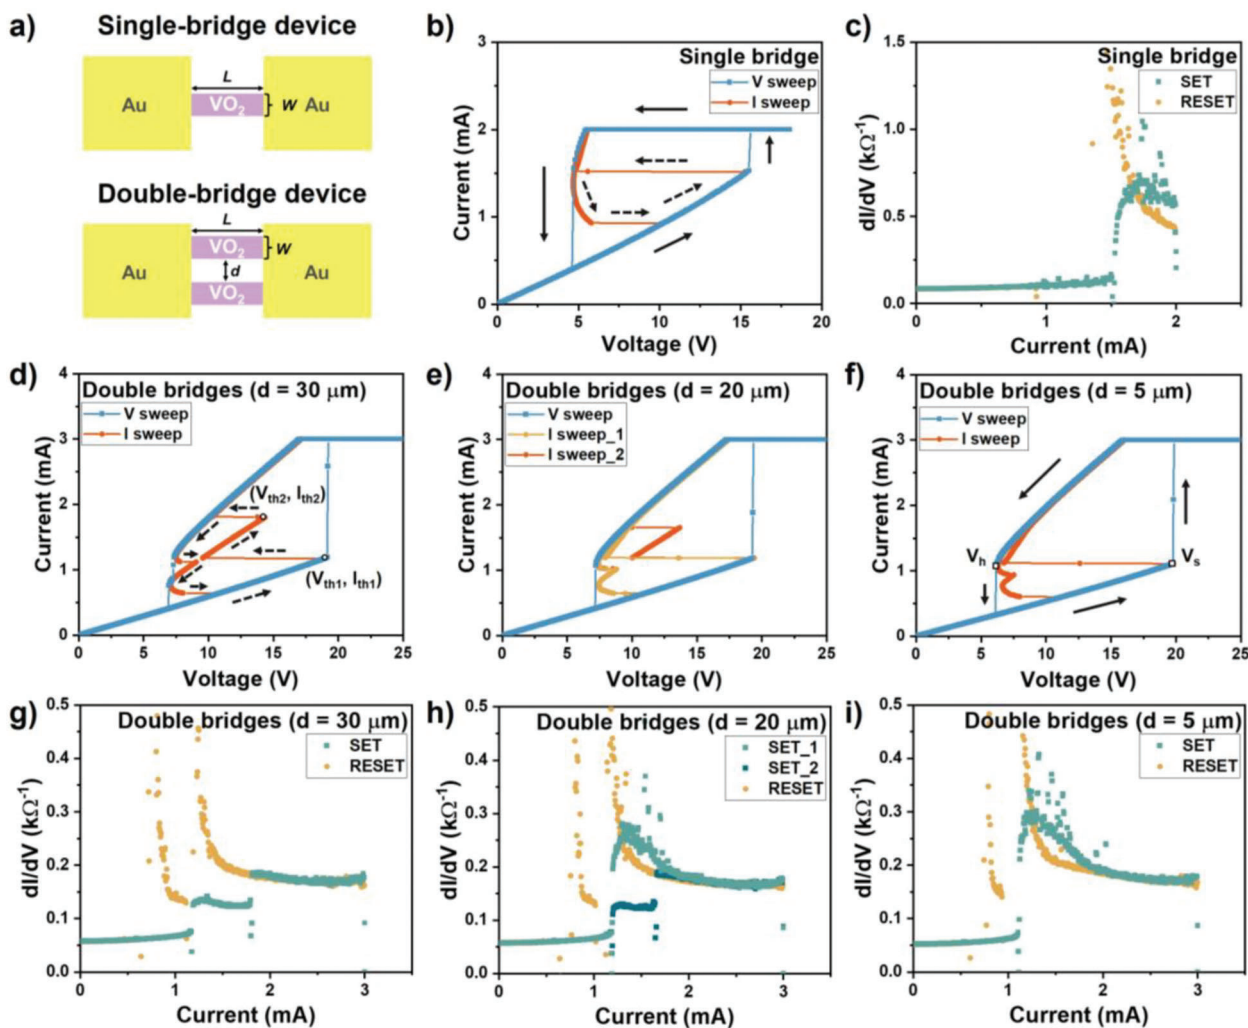 a)
Single-bridge device
L
Au
VO₂
W
Au
Double-bridge device
L
VO₂
W
Au
d
Au
VO₂
b)
Single bridge
V sweep
I sweep
Current (mA)
3
2
1
0
0 5 10 15 20
Voltage (V)
c)
Single bridge
SET
RESET
dI/dV (kΩ⁻¹)
1.5
1.0
0.5
0.0
0 1 2
Current (mA)
d)
Double bridges (d = 30 μm)
V sweep
I sweep
(Vth2, Ith2)
(Vth1, Ith1)
Current (mA)
4
3
2
1
0
0 5 10 15 20 25
Voltage (V)
e)
Double bridges (d = 20 μm)
V sweep
I sweep_1
I sweep_2
Current (mA)
4
3
2
1
0
0 5 10 15 20 25
Voltage (V)
f)
Double bridges (d = 5 μm)
V sweep
I sweep
Vh
Vs
Current (mA)
4
3
2
1
0
0 5 10 15 20 25
Voltage (V)
g)
Double bridges (d = 30 μm)
SET
RESET
dI/dV (kΩ⁻¹)
0.5
0.4
0.3
0.2
0.1
0.0
0 1 2 3
Current (mA)
h)
Double bridges (d = 20 μm)
SET_1
SET_2
RESET
dI/dV (kΩ⁻¹)
0.5
0.4
0.3
0.2
0.1
0.0
0 1 2 3
Current (mA)
i)
Double bridges (d = 5 μm)
SET
RESET
dI/dV (kΩ⁻¹)
0.5
0.4
0.3
0.2
0.1
0.0
0 1 2 3
Current (mA)